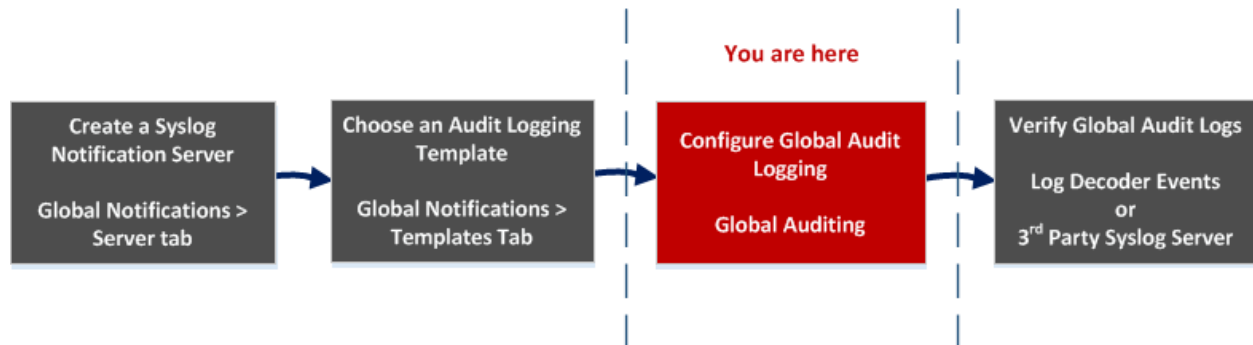 You are here
Create a Syslog
Notification Server
Global Notifications >
Server tab
Choose an Audit Logging
Template
Global Notifications >
Templates Tab
Configure Global Audit
Logging
Global Auditing
Verify Global Audit Logs
Log Decoder Events
or
3rd Party Syslog Server